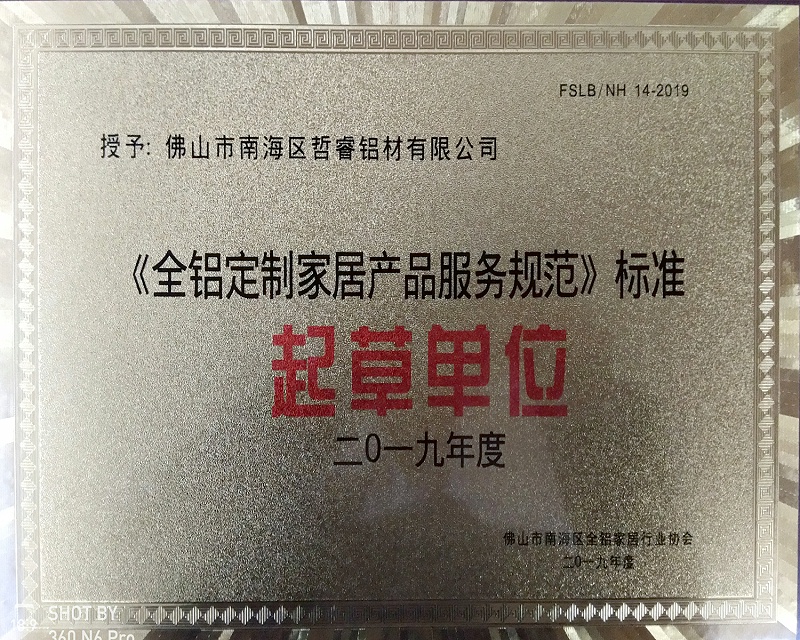 FSLB/NH 14-2019
授予: 佛山市南海区哲睿铝材有限公司
《全铝定制家居产品服务规范》标准
起草单位
二0一九年度
佛山市南海区全铝家居行业协会
二0一九年度
SHOT BY
360 N6 Pro